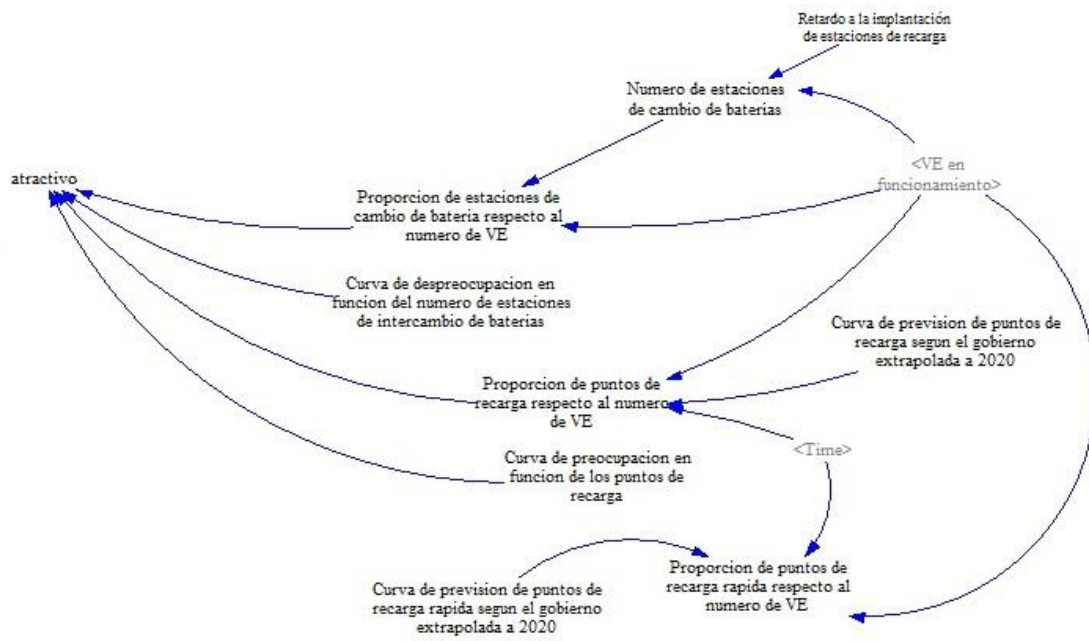 Retardo a la implantación
de estaciones de recarga
Numero de estaciones
de cambio de baterias
<VE en
funcionamiento>
atractivo
Proporcion de estaciones de
cambio de bateria respecto al
numero de VE
Curva de despreocupacion en
funcion del numero de estaciones
de intercambio de baterias
Curva de prevision de puntos de
recarga segun el gobierno
extrapolada a 2020
Proporcion de puntos de
recarga respecto al numero
de VE
<Time>
Curva de preocupacion en
funcion de los puntos de
recarga
Proporcion de puntos de
recarga rapida respecto al
numero de VE
Curva de prevision de puntos de
recarga rapida segun el gobierno
extrapolada a 2020